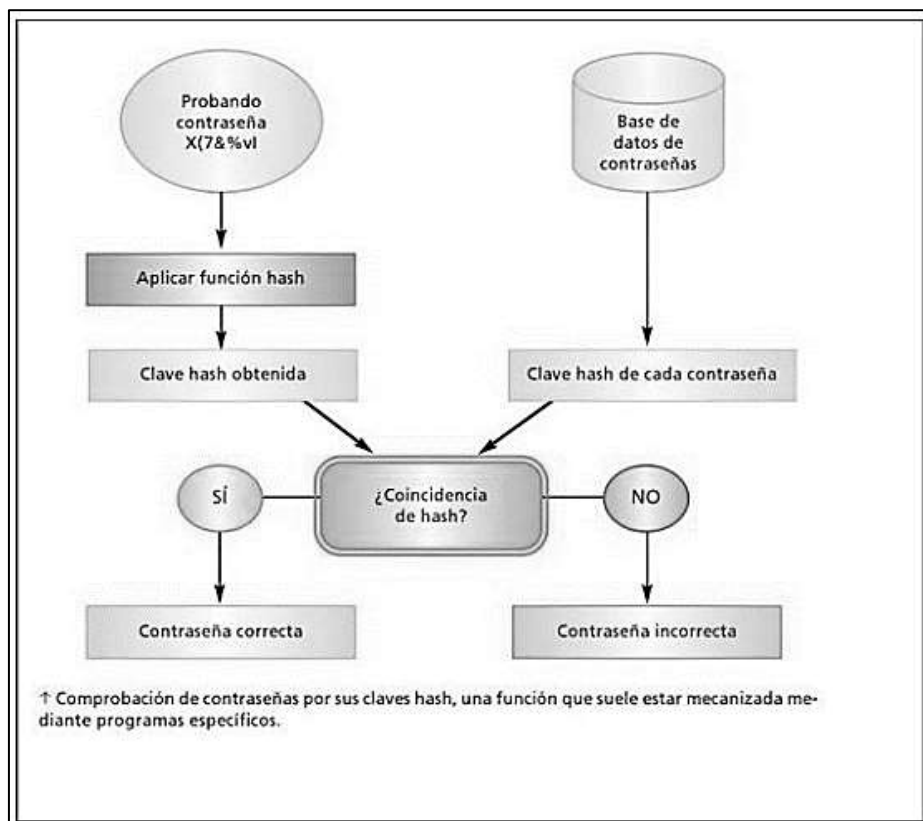 Probando
contraseña
X(7&%vl
Base de
datos de
contraseñas
Aplicar función hash
Clave hash obtenida
Clave hash de cada contraseña
SÍ
¿Coincidencia
de hash?
NO
Contraseña correcta
Contraseña incorrecta
↑ Comprobación de contraseñas por sus claves hash, una función que suele estar mecanizada me-
diante programas específicos.